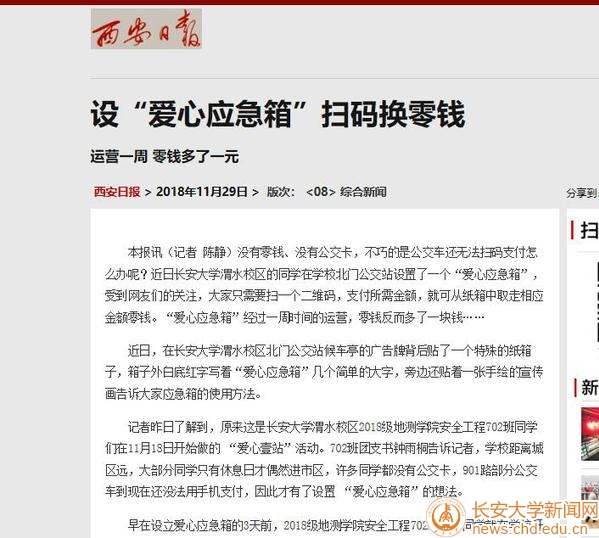 西安日报
设“爱心应急箱”扫码换零钱
运营一周 零钱多了一元
西安日报 > 2018年11月29日 > 版次： <08> 综合新闻
分享到:
本报讯（记者 陈静）没有零钱、没有公交卡，不巧的是公交车还无法扫码支付怎
么办呢？近日长安大学渭水校区的同学在学校北门公交站设置了一个“爱心应急箱”，
受到网友们的关注，大家只需要扫一个二维码，支付所需金额，就可从纸箱中取走相应
金额零钱。“爱心应急箱”经过一周时间的运营，零钱反而多了一块钱……
扫
近日，在长安大学渭水校区北门公交站候车亭的广告牌背后贴了一个特殊的纸箱
子，箱子外白底红字写着“爱心应急箱”几个简单的大字，旁边还贴着一张手绘的宣传
画告诉大家应急箱的使用方法。
新
记者昨日了解到，原来这是长安大学渭水校区2018级地测学院安全工程702班同学
们在11月18日开始做的 “爱心壹站”活动。702班团支书钟雨桐告诉记者，学校距离城
区远，大部分同学只有休息日才偶然进市区，许多同学都没有公交卡，901路部分公交
车到现在还没法用手机支付，因此才有了设置 “爱心应急箱”的想法。
早在设立爱心应急箱的3天前，2018级地测学院安全工程702
长安大学新闻网
news.chd.edu.cn